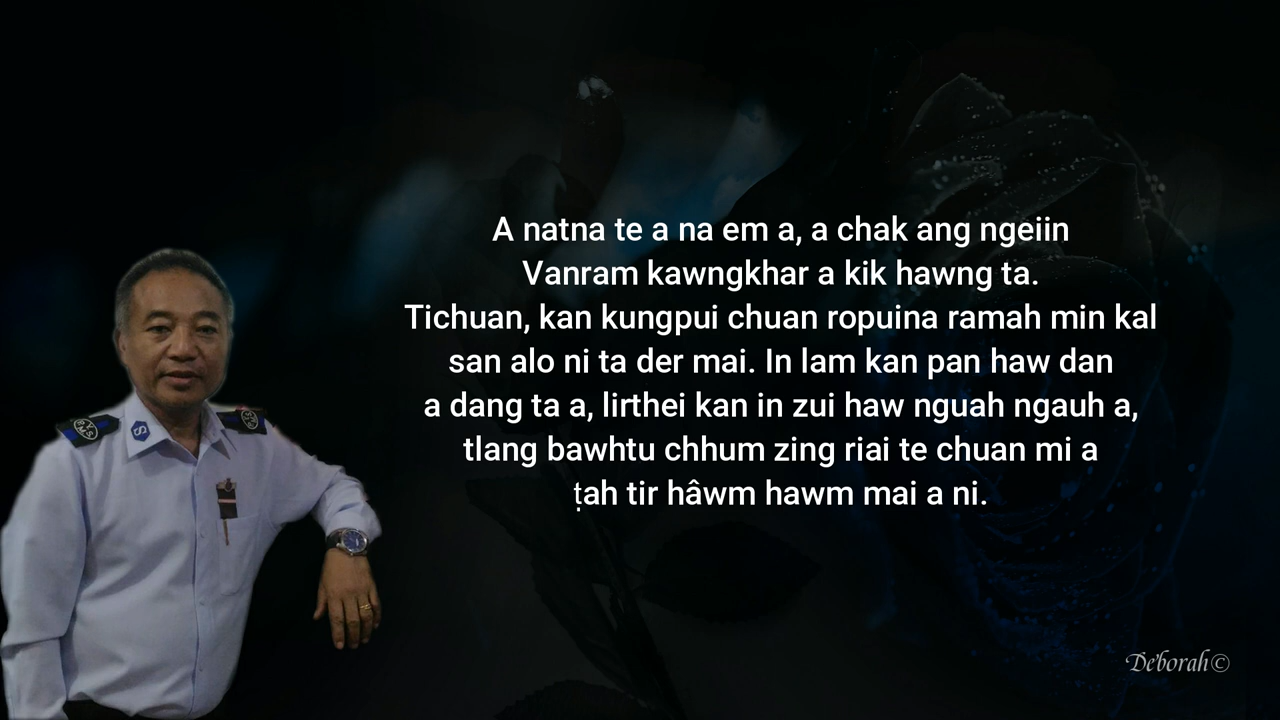 A natna te a na em a, a chak ang ngeiin
Vanram kawngkhar a kik hawng ta.
Tichuan, kan kungpui chuan ropuina ramah min kal
san alo ni ta der mai. In lam kan pan haw dan
a dang ta a, lirthei kan in zui haw nguah ngauh a,
tlang bawhtu chhum zing riai te chuan mi a
ṭah tir hâwm hawm mai a ni.
S
Deborah©